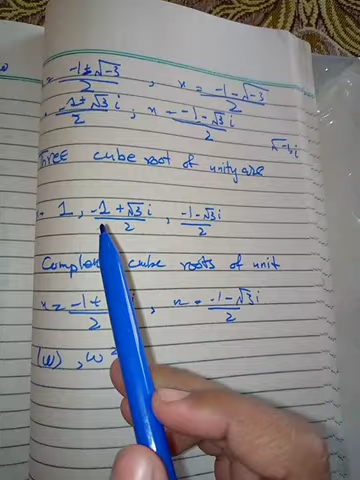 = -1+√-3/2 , x = -1-√-3/2
-1+√3 i/2 ; x = -1-√3 i/2
Three cube root of unity are
1 , -1+√3 i/2 , -1-√3 i/2
Complex cube roots of unit
x = -1+ i/2 , x = -1-√3 i/2
(ω) , ω